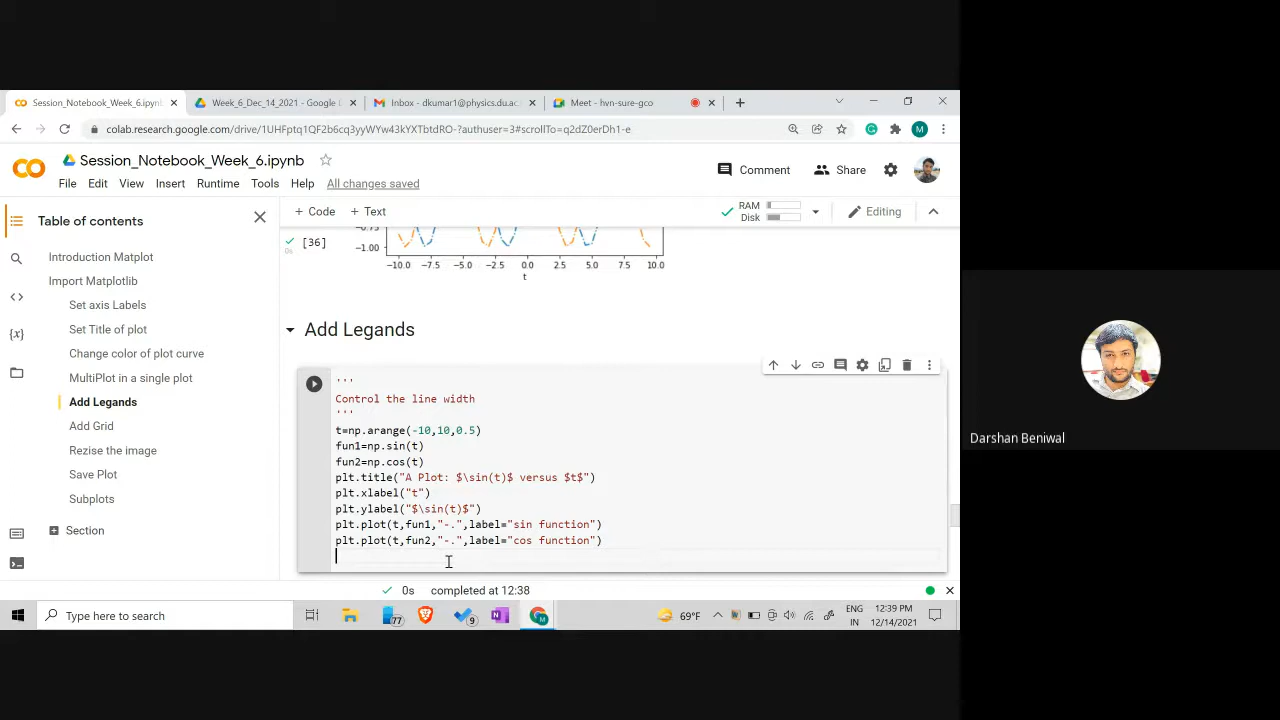 Session_Notebook_Week_6.ipynb
Week_6_Dec_14_2021 - Google D
Inbox - dkumar1@physics.du.ac.
Meet - hvn-sure-gco
colab.research.google.com/drive/1UHFptq1QF2b6cq3yyWYw43kYXTbtdRO-?authuser=3#scrollTo=q2dZ0erDh1-e
M
CO
Session_Notebook_Week_6.ipynb
Comment
Share
File Edit View Insert Runtime Tools Help All changes saved
Table of contents
+ Code + Text
RAM
Disk
Editing
Introduction Matplot
Import Matplotlib
Set axis Labels
Set Title of plot
Change color of plot curve
MultiPlot in a single plot
Add Legands
Add Grid
Rezise the image
Save Plot
Subplots
Section
{x}
[36]
0s
−0.75
−1.00
−10.0 −7.5 −5.0 −2.5 0.0 2.5 5.0 7.5 10.0
t
Add Legands
'''
Control the line width
'''
t=np.arange(-10,10,0.5)
fun1=np.sin(t)
fun2=np.cos(t)
plt.title("A Plot: $\sin(t)$ versus $t$")
plt.xlabel("t")
plt.ylabel("$\sin(t)$")
plt.plot(t,fun1,"-.",label="sin function")
plt.plot(t,fun2,"-.",label="cos function")
0s completed at 12:38
Type here to search
77
9
M
69°F
ENG
IN
12:39 PM
12/14/2021
Darshan Beniwal